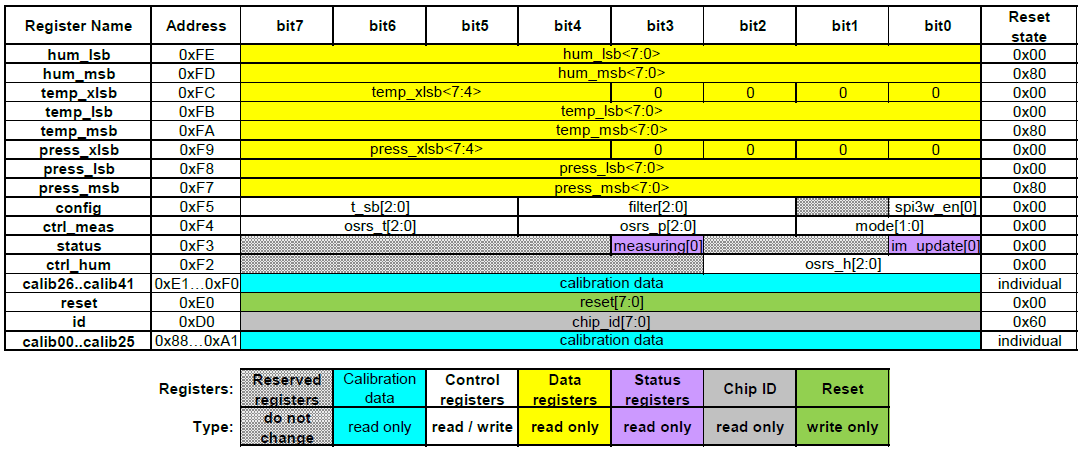 Register Name Address bit7 bit6 bit5 bit4 bit3 bit2 bit1 bit0 Reset state
hum_lsb 0xFE hum_lsb<7:0> 0x00
hum_msb 0xFD hum_msb<7:0> 0x80
temp_xlsb 0xFC temp_xlsb<7:4> 0 0 0 0 0x00
temp_lsb 0xFB temp_lsb<7:0> 0x00
temp_msb 0xFA temp_msb<7:0> 0x80
press_xlsb 0xF9 press_xlsb<7:4> 0 0 0 0 0x00
press_lsb 0xF8 press_lsb<7:0> 0x00
press_msb 0xF7 press_msb<7:0> 0x80
config 0xF5 t_sb[2:0] filter[2:0] spi3w_en[0] 0x00
ctrl_meas 0xF4 osrs_t[2:0] osrs_p[2:0] mode[1:0] 0x00
status 0xF3 measuring[0] im_update[0] 0x00
ctrl_hum 0xF2 osrs_h[2:0] 0x00
calib26..calib41 0xE1…0xF0 calibration data individual
reset 0xE0 reset[7:0] 0x00
id 0xD0 chip_id[7:0] 0x60
calib00..calib25 0x88…0xA1 calibration data individual
Registers: Reserved registers Calibration data Control registers Data registers Status registers Chip ID Reset
Type: do not change read only read / write read only read only read only write only